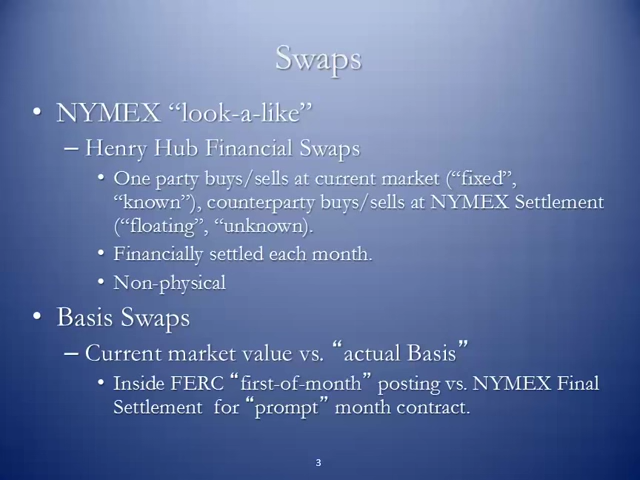 Swaps
• NYMEX “look-a-like”
– Henry Hub Financial Swaps
• One party buys/sells at current market (“fixed”,
“known”), counterparty buys/sells at NYMEX Settlement
(“floating”, “unknown).
• Financially settled each month.
• Non-physical
• Basis Swaps
– Current market value vs. “actual Basis”
• Inside FERC “first-of-month” posting vs. NYMEX Final
Settlement for “prompt” month contract.
3